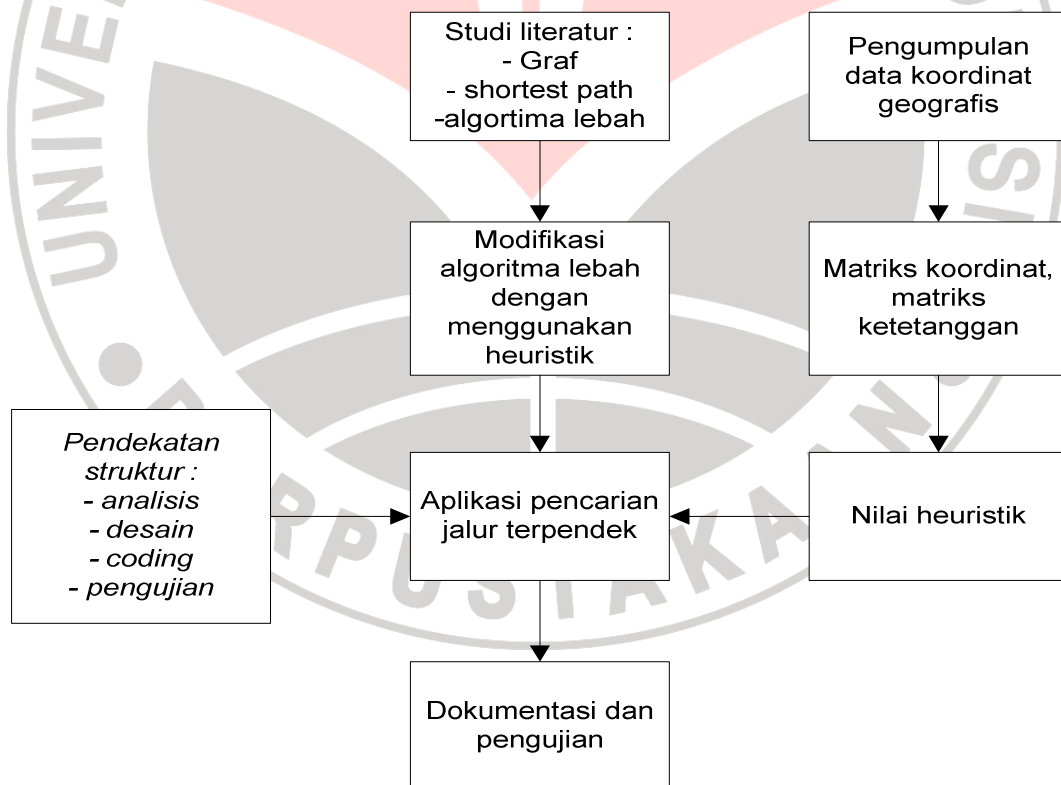 Studi literatur :
- Graf
- shortest path
-algortima lebah
Pengumpulan
data koordinat
geografis
Modifikasi
algoritma lebah
dengan
menggunakan
heuristik
Matriks koordinat,
matriks
ketetanggan
Pendekatan
struktur :
- analisis
- desain
- coding
- pengujian
Aplikasi pencarian
jalur terpendek
Nilai heuristik
Dokumentasi dan
pengujian